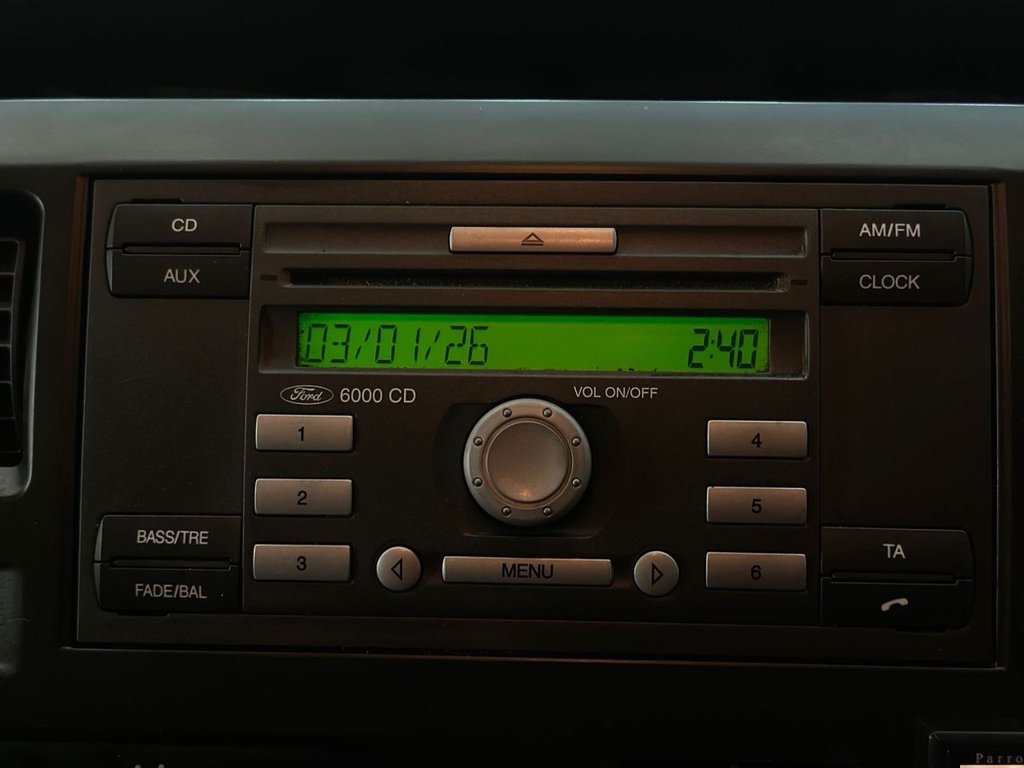 CD
AM/FM
AUX
CLOCK
03/01/26 2:40
Ford 6000 CD VOL ON/OFF
1
4
2
5
BASS/TRE
3
MENU
6
TA
FADE/BAL
Parro